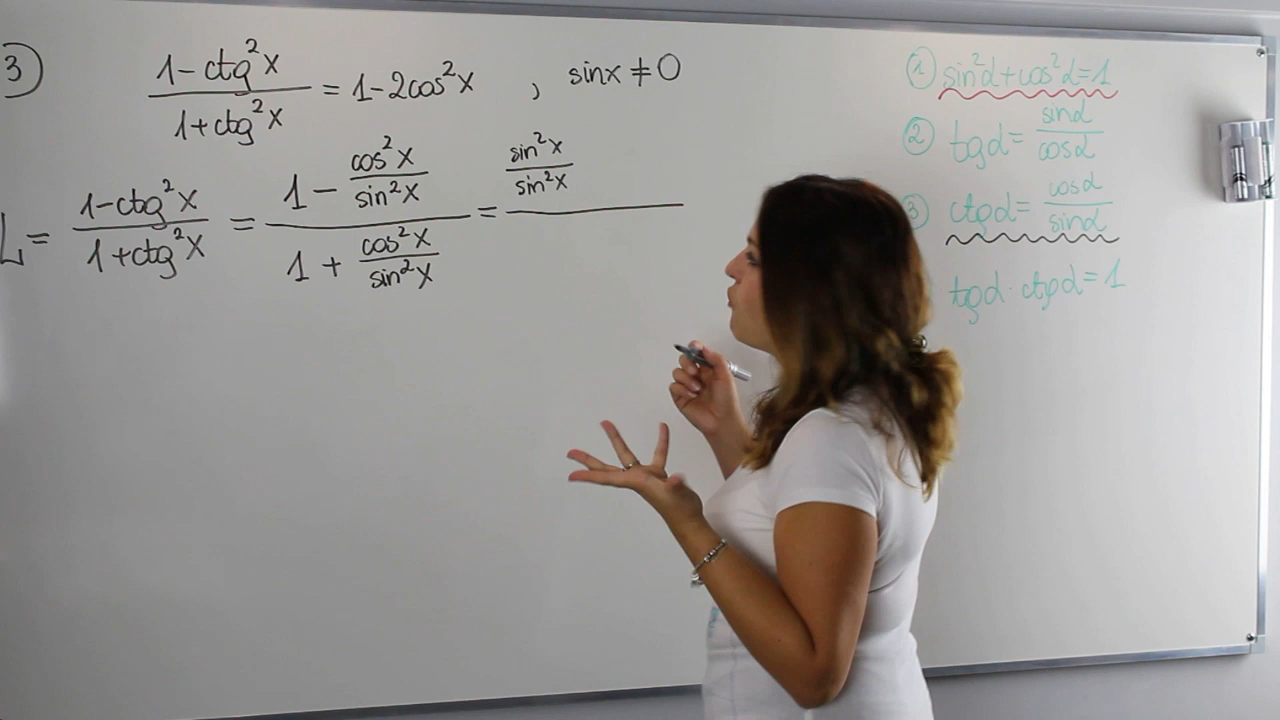 ③ (1-ctg²x)/(1+ctg²x) = 1-2cos²x , sinx ≠ 0
L = (1-ctg²x)/(1+ctg²x) = (1 - cos²x/sin²x)/(1 + cos²x/sin²x) = sin²x/sin²x
① sin²α+cos²α=1
② tgα = sinα/cosα
③ ctgα = cosα/sinα
tgα · ctgα = 1